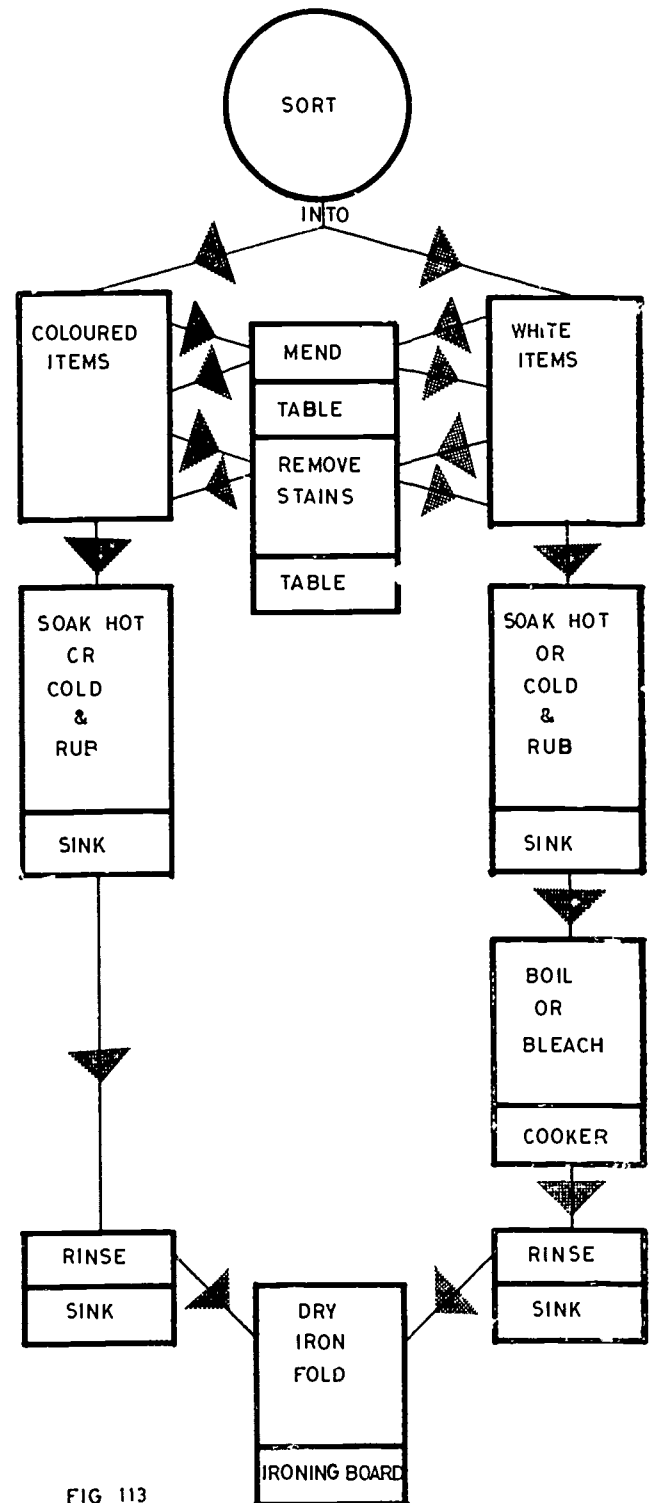 SORT
INTO
COLOURED
ITEMS
MEND
TABLE
REMOVE
STAINS
TABLE
WHITE
ITEMS
SOAK HOT
CR
COLD
&
RUB
SINK
SOAK HOT
OR
COLD
&
RUB
SINK
BOIL
OR
BLEACH
COOKER
RINSE
SINK
RINSE
SINK
DRY
IRON
FOLD
IRONING BOARD
FIG 113